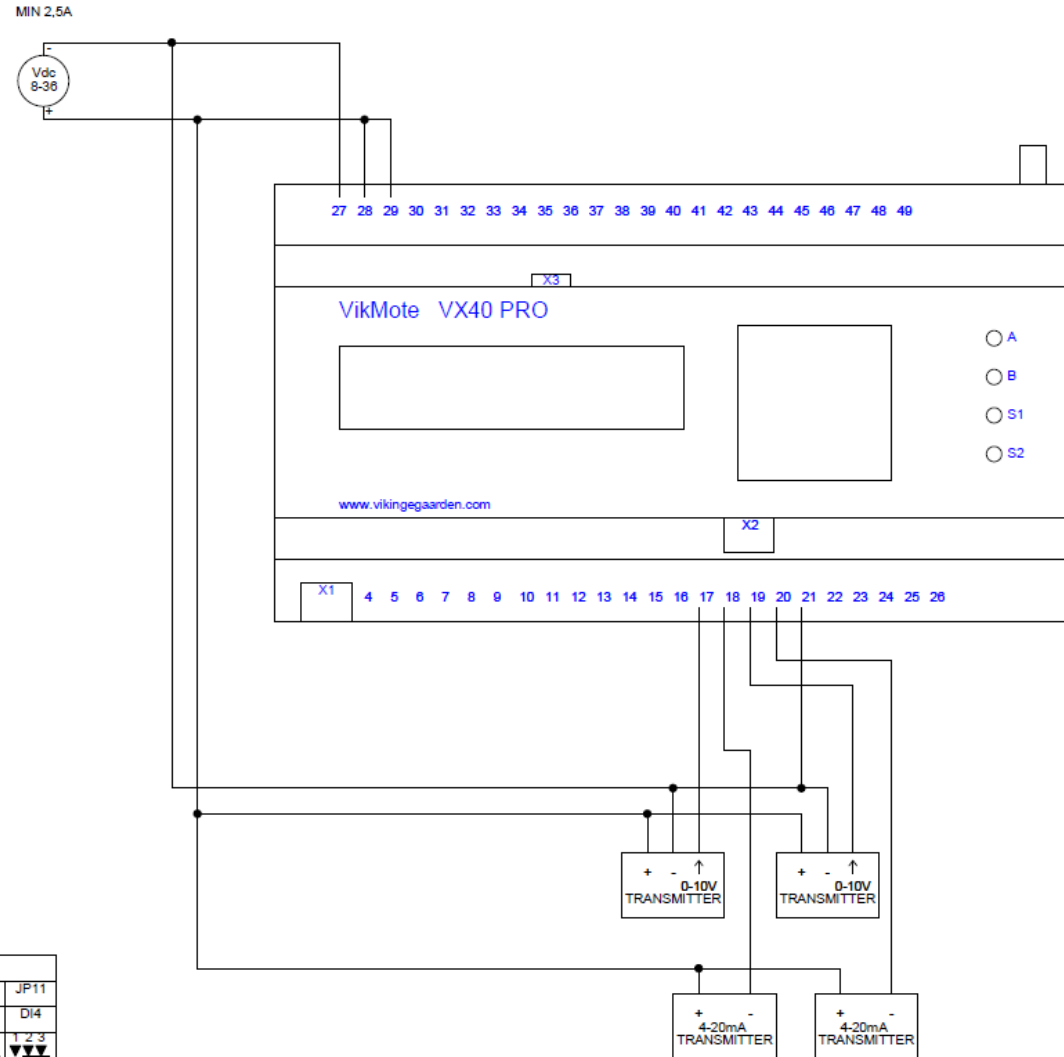 MIN 2,5A
-
Vdc
8-36
+
27 28 29 30 31 32 33 34 35 36 37 38 39 40 41 42 43 44 45 46 47 48 49
X3
VikMote VX40 PRO
A
B
S1
S2
www.vikingegaarden.com
X2
X1 4 5 6 7 8 9 10 11 12 13 14 15 16 17 18 19 20 21 22 23 24 25 26
+ - ↑
0-10V
TRANSMITTER
+ - ↑
0-10V
TRANSMITTER
JP11
DI4
1 2 3
+ -
4-20mA
TRANSMITTER
+ -
4-20mA
TRANSMITTER